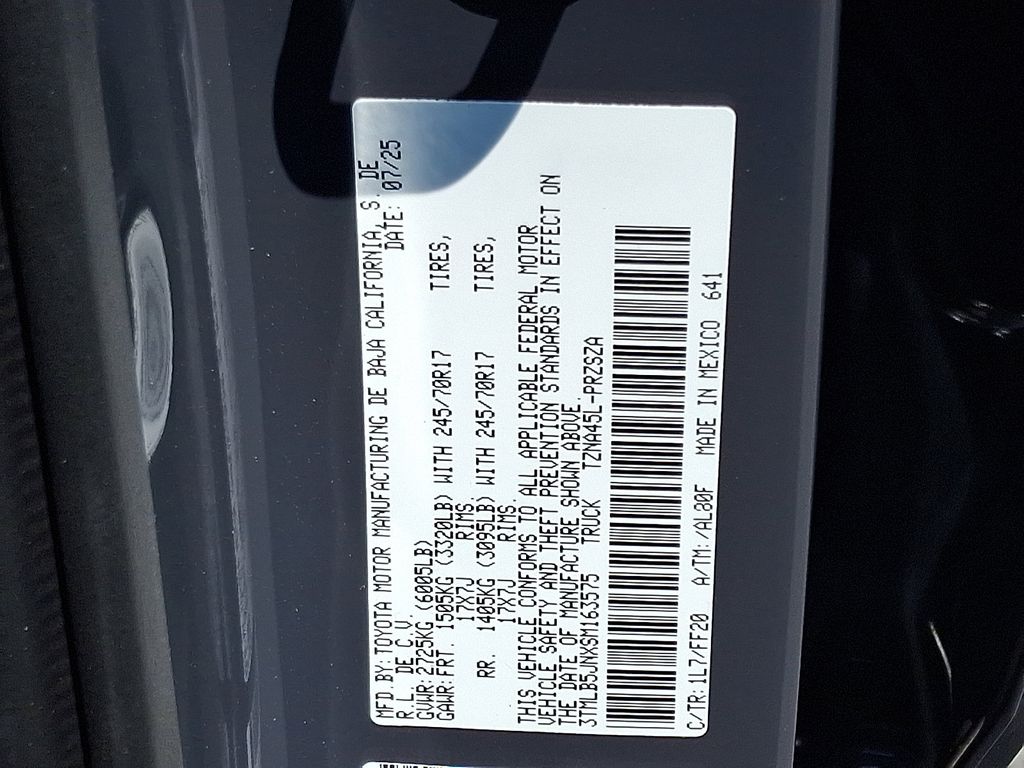 MFD.BY:TOYOTA MOTOR MANUFACTURING DE BAJA CALIFORNIA, S. DE
R.L. DE C.V. DATE: 07/25
GVWR:2725KG (6005LB)
GAWR:FRT. 1505KG (3320LB) WITH 245/70R17 TIRES,
17X7J RIMS.
RR. 1405KG (3095LB) WITH 245/70R17 TIRES,
17X7J RIMS.
THIS VEHICLE CONFORMS TO ALL APPLICABLE FEDERAL MOTOR
VEHICLE SAFETY AND THEFT PREVENTION STANDARDS IN EFFECT ON
THE DATE OF MANUFACTURE SHOWN ABOVE.
3TMLB5JNXSM163575 TRUCK TZNA45L-PRZSZA
C/TR:1L7/FF20 A/TM:/AL80F MADE IN MEXICO 641